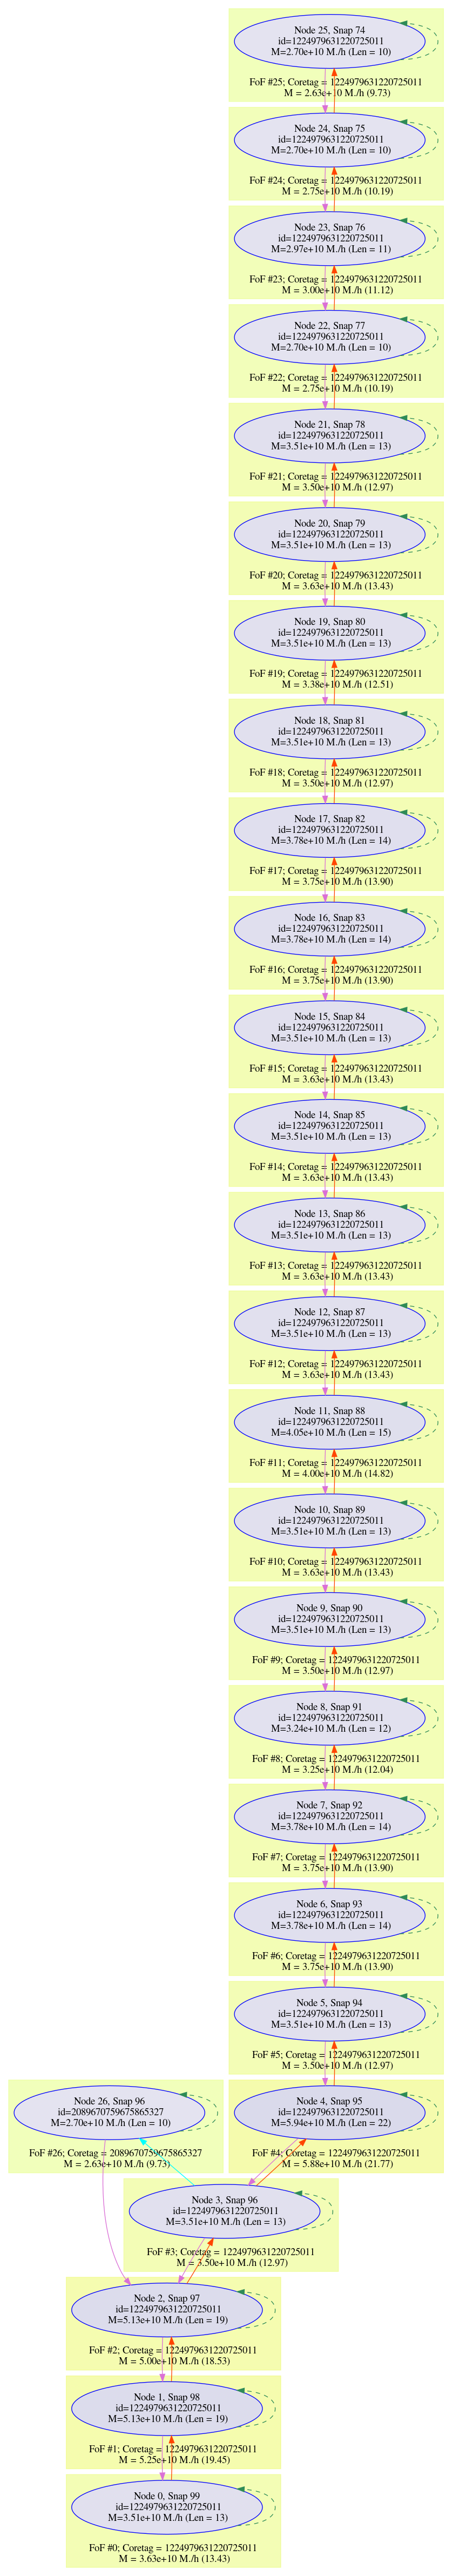 Node 25, Snap 74
id=1224979631220725011
M=2.70e+10 M./h (Len = 10)
FoF #25; Coretag = 1224979631220725011
M = 2.63e+10 M./h (9.73)
Node 24, Snap 75
id=1224979631220725011
M=2.70e+10 M./h (Len = 10)
FoF #24; Coretag = 1224979631220725011
M = 2.75e+10 M./h (10.19)
Node 23, Snap 76
id=1224979631220725011
M=2.97e+10 M./h (Len = 11)
FoF #23; Coretag = 1224979631220725011
M = 3.00e+10 M./h (11.12)
Node 22, Snap 77
id=1224979631220725011
M=2.70e+10 M./h (Len = 10)
FoF #22; Coretag = 1224979631220725011
M = 2.75e+10 M./h (10.19)
Node 21, Snap 78
id=1224979631220725011
M=3.51e+10 M./h (Len = 13)
FoF #21; Coretag = 1224979631220725011
M = 3.50e+10 M./h (12.97)
Node 20, Snap 79
id=1224979631220725011
M=3.51e+10 M./h (Len = 13)
FoF #20; Coretag = 1224979631220725011
M = 3.63e+10 M./h (13.43)
Node 19, Snap 80
id=1224979631220725011
M=3.51e+10 M./h (Len = 13)
FoF #19; Coretag = 1224979631220725011
M = 3.38e+10 M./h (12.51)
Node 18, Snap 81
id=1224979631220725011
M=3.51e+10 M./h (Len = 13)
FoF #18; Coretag = 1224979631220725011
M = 3.50e+10 M./h (12.97)
Node 17, Snap 82
id=1224979631220725011
M=3.78e+10 M./h (Len = 14)
FoF #17; Coretag = 1224979631220725011
M = 3.75e+10 M./h (13.90)
Node 16, Snap 83
id=1224979631220725011
M=3.78e+10 M./h (Len = 14)
FoF #16; Coretag = 1224979631220725011
M = 3.75e+10 M./h (13.90)
Node 15, Snap 84
id=1224979631220725011
M=3.51e+10 M./h (Len = 13)
FoF #15; Coretag = 1224979631220725011
M = 3.63e+10 M./h (13.43)
Node 14, Snap 85
id=1224979631220725011
M=3.51e+10 M./h (Len = 13)
FoF #14; Coretag = 1224979631220725011
M = 3.63e+10 M./h (13.43)
Node 13, Snap 86
id=1224979631220725011
M=3.51e+10 M./h (Len = 13)
FoF #13; Coretag = 1224979631220725011
M = 3.63e+10 M./h (13.43)
Node 12, Snap 87
id=1224979631220725011
M=3.51e+10 M./h (Len = 13)
FoF #12; Coretag = 1224979631220725011
M = 3.63e+10 M./h (13.43)
Node 11, Snap 88
id=1224979631220725011
M=4.05e+10 M./h (Len = 15)
FoF #11; Coretag = 1224979631220725011
M = 4.00e+10 M./h (14.82)
Node 10, Snap 89
id=1224979631220725011
M=3.51e+10 M./h (Len = 13)
FoF #10; Coretag = 1224979631220725011
M = 3.63e+10 M./h (13.43)
Node 9, Snap 90
id=1224979631220725011
M=3.51e+10 M./h (Len = 13)
FoF #9; Coretag = 1224979631220725011
M = 3.50e+10 M./h (12.97)
Node 8, Snap 91
id=1224979631220725011
M=3.24e+10 M./h (Len = 12)
FoF #8; Coretag = 1224979631220725011
M = 3.25e+10 M./h (12.04)
Node 7, Snap 92
id=1224979631220725011
M=3.78e+10 M./h (Len = 14)
FoF #7; Coretag = 1224979631220725011
M = 3.75e+10 M./h (13.90)
Node 6, Snap 93
id=1224979631220725011
M=3.78e+10 M./h (Len = 14)
FoF #6; Coretag = 1224979631220725011
M = 3.75e+10 M./h (13.90)
Node 5, Snap 94
id=1224979631220725011
M=3.51e+10 M./h (Len = 13)
FoF #5; Coretag = 1224979631220725011
M = 3.50e+10 M./h (12.97)
Node 26, Snap 96
id=2089670759675865327
M=2.70e+10 M./h (Len = 10)
FoF #26; Coretag = 2089670759675865327
M = 2.63e+10 M./h (9.73)
Node 4, Snap 95
id=1224979631220725011
M=5.94e+10 M./h (Len = 22)
FoF #4; Coretag = 1224979631220725011
M = 5.88e+10 M./h (21.77)
Node 3, Snap 96
id=1224979631220725011
M=3.51e+10 M./h (Len = 13)
FoF #3; Coretag = 1224979631220725011
M = 3.50e+10 M./h (12.97)
Node 2, Snap 97
id=1224979631220725011
M=5.13e+10 M./h (Len = 19)
FoF #2; Coretag = 1224979631220725011
M = 5.00e+10 M./h (18.53)
Node 1, Snap 98
id=1224979631220725011
M=5.13e+10 M./h (Len = 19)
FoF #1; Coretag = 1224979631220725011
M = 5.25e+10 M./h (19.45)
Node 0, Snap 99
id=1224979631220725011
M=3.51e+10 M./h (Len = 13)
FoF #0; Coretag = 1224979631220725011
M = 3.63e+10 M./h (13.43)